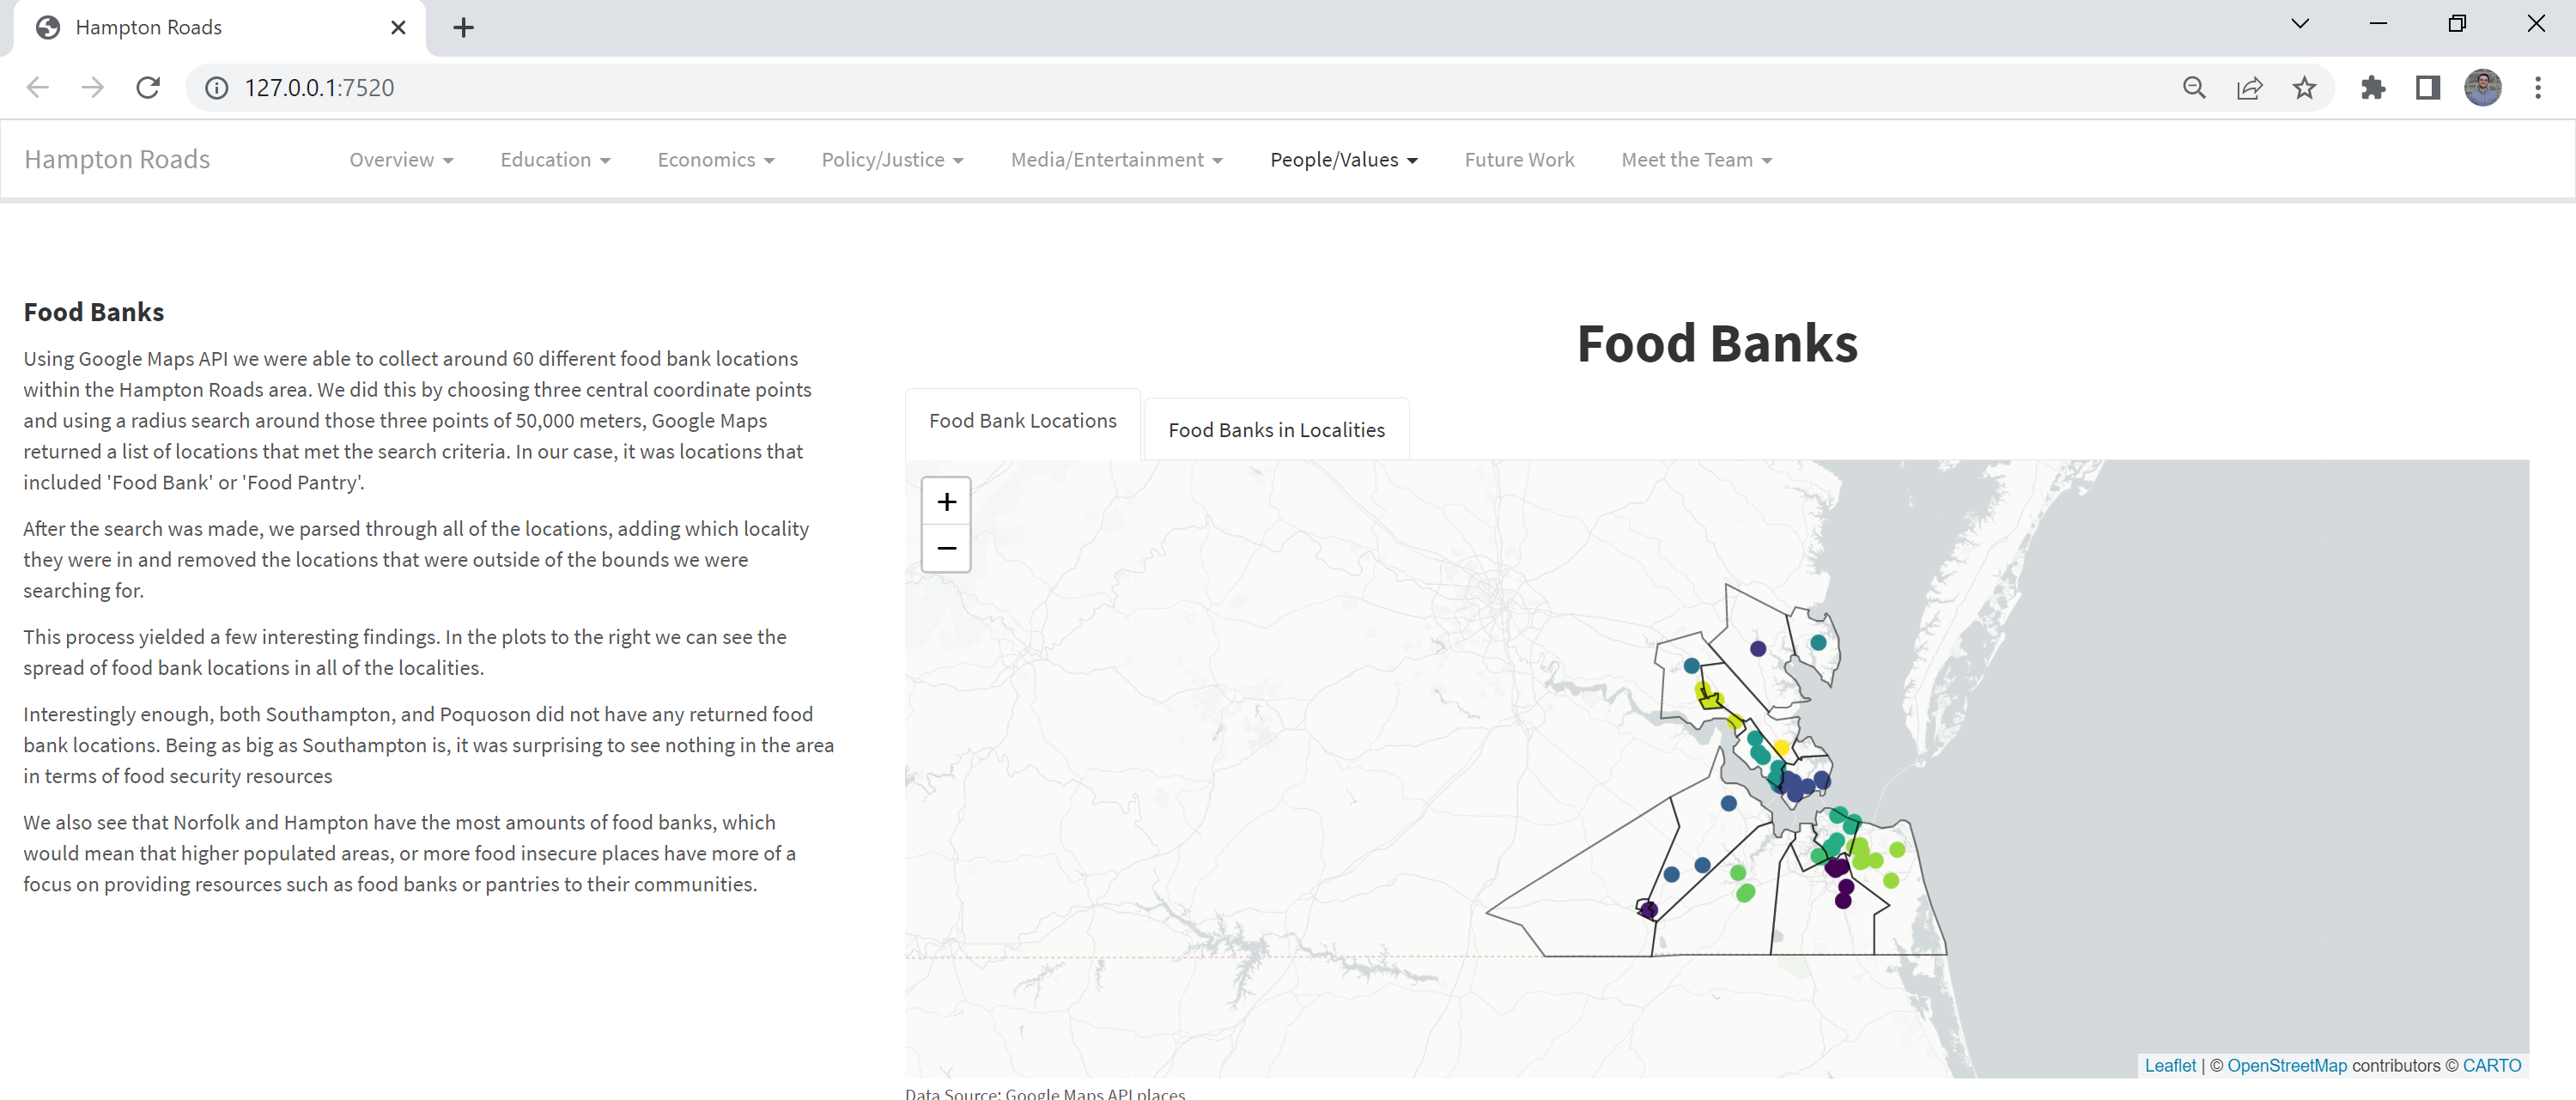 Hampton Roads
127.0.0.1:7520
Hampton Roads
Overview
Education
Economics
Policy/Justice
Media/Entertainment
People/Values
Future Work
Meet the Team
Food Banks
Using Google Maps API we were able to collect around 60 different food bank locations
within the Hampton Roads area. We did this by choosing three central coordinate points
and using a radius search around those three points of 50,000 meters, Google Maps
returned a list of locations that met the search criteria. In our case, it was locations that
included 'Food Bank' or 'Food Pantry'.
After the search was made, we parsed through all of the locations, adding which locality
they were in and removed the locations that were outside of the bounds we were
searching for.
This process yielded a few interesting findings. In the plots to the right we can see the
spread of food bank locations in all of the localities.
Interestingly enough, both Southampton, and Poquoson did not have any returned food
bank locations. Being as big as Southampton is, it was surprising to see nothing in the area
in terms of food security resources
We also see that Norfolk and Hampton have the most amounts of food banks, which
would mean that higher populated areas, or more food insecure places have more of a
focus on providing resources such as food banks or pantries to their communities.
Food Banks
Food Bank Locations
Food Banks in Localities
+
−
Leaflet | © OpenStreetMap contributors © CARTO
Data Source: Google Maps API places